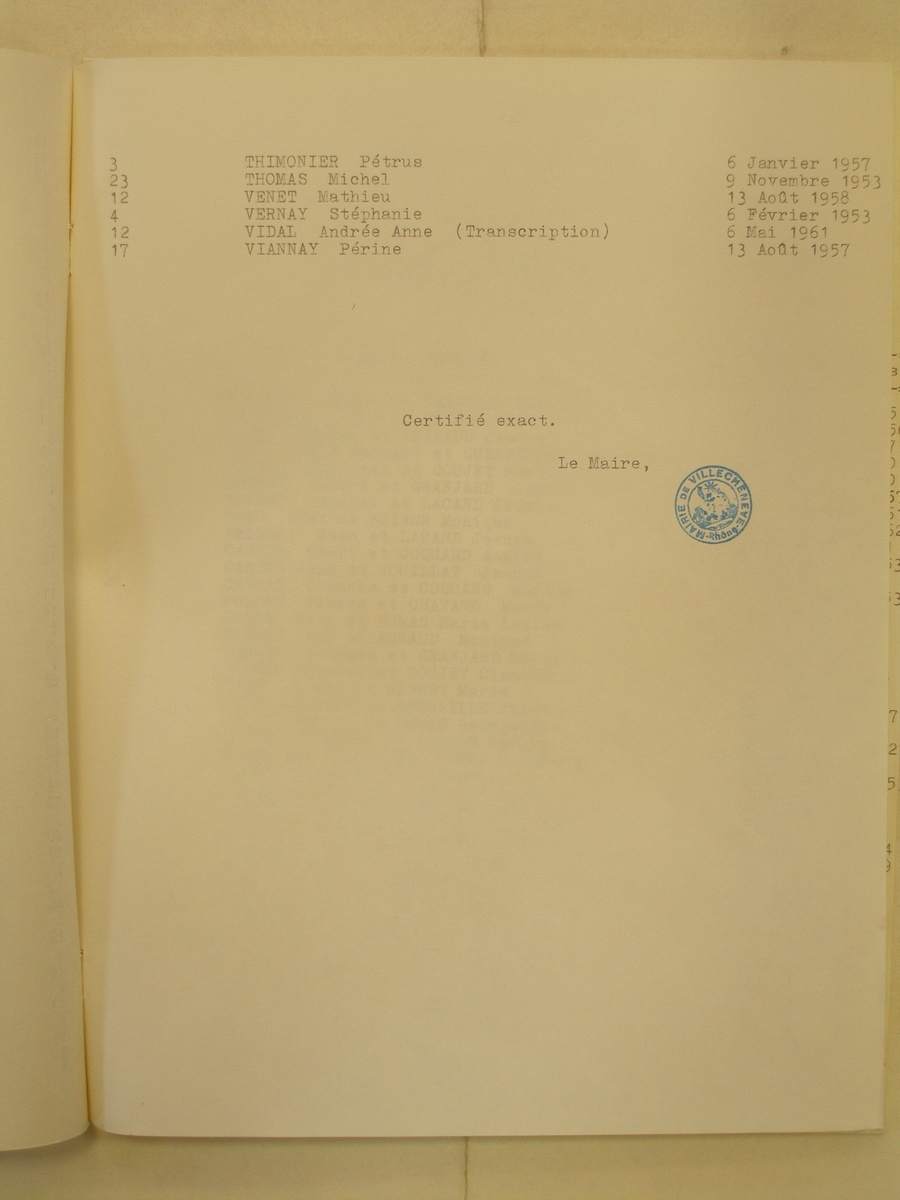 3 THIMONIER Pétrus 6 Janvier 1957
23 THOMAS Michel 9 Novembre 1953
12 VENET Mathieu 13 Août 1958
4 VERNAY Stéphanie 6 Février 1953
12 VIDAL Andrée Anne (Transcription) 6 Mai 1961
17 VIANNAY Périne 13 Août 1957
Certifié exact.
Le Maire,
MAIRIE DE VILLECHENÈVE
Rhône